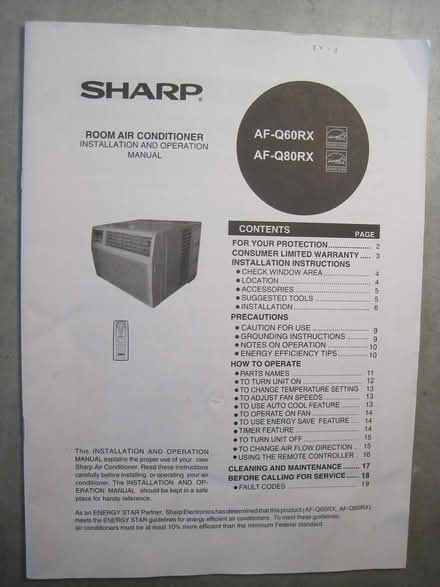 SHARP®
ROOM AIR CONDITIONER
INSTALLATION AND OPERATION
MANUAL
AF-Q60RX
AF-Q80RX
CONTENTS PAGE
FOR YOUR PROTECTION.................... 2
CONSUMER LIMITED WARRANTY..... 3
INSTALLATION INSTRUCTIONS
● CHECK WINDOW AREA.................. 4
● LOCATION ........................................ 4
● ACCESSORIES ................................ 5
● SUGGESTED TOOLS ...................... 5
● INSTALLATION ................................. 6
PRECAUTIONS
● CAUTION FOR USE ........................ 9
● GROUNDING INSTRUCTIONS ........ 9
● NOTES ON OPERATION ................10
● ENERGY EFFICIENCY TIPS...........10
HOW TO OPERATE
● PARTS NAMES ............................... 11
● TO TURN UNIT ON ......................... 12
● TO CHANGE TEMPERATURE SETTING 13
● TO ADJUST FAN SPEEDS .............. 13
● TO USE AUTO COOL FEATURE ...... 13
● TO OPERATE ON FAN .................... 14
● TO USE ENERGY SAVE FEATURE . 14
● TIMER FEATURE ............................ 14
● TO TURN UNIT OFF ....................... 15
● TO CHANGE AIR FLOW DIRECTION .. 15
● USING THE REMOTE CONTROLLER 16
CLEANING AND MAINTENANCE ....... 17
BEFORE CALLING FOR SERVICE..... 18
● FAULT CODES ............................... 19
This INSTALLATION AND OPERATION
MANUAL explains the proper use of your new
Sharp Air Conditioner. Read these instructions
carefully before installing or operating your air
conditioner. The INSTALLATION AND OP-
ERATION MANUAL should be kept in a safe
place for handy reference.
As an ENERGY STAR Partner, Sharp Electronics has determined that this product (AF-Q60RX, AF-Q80RX)
meets the ENERGY STAR guidelines for energy efficient air conditioners. To meet these guidelines,
air conditioners must be at least 10% more efficient than the minimum Federal standard.